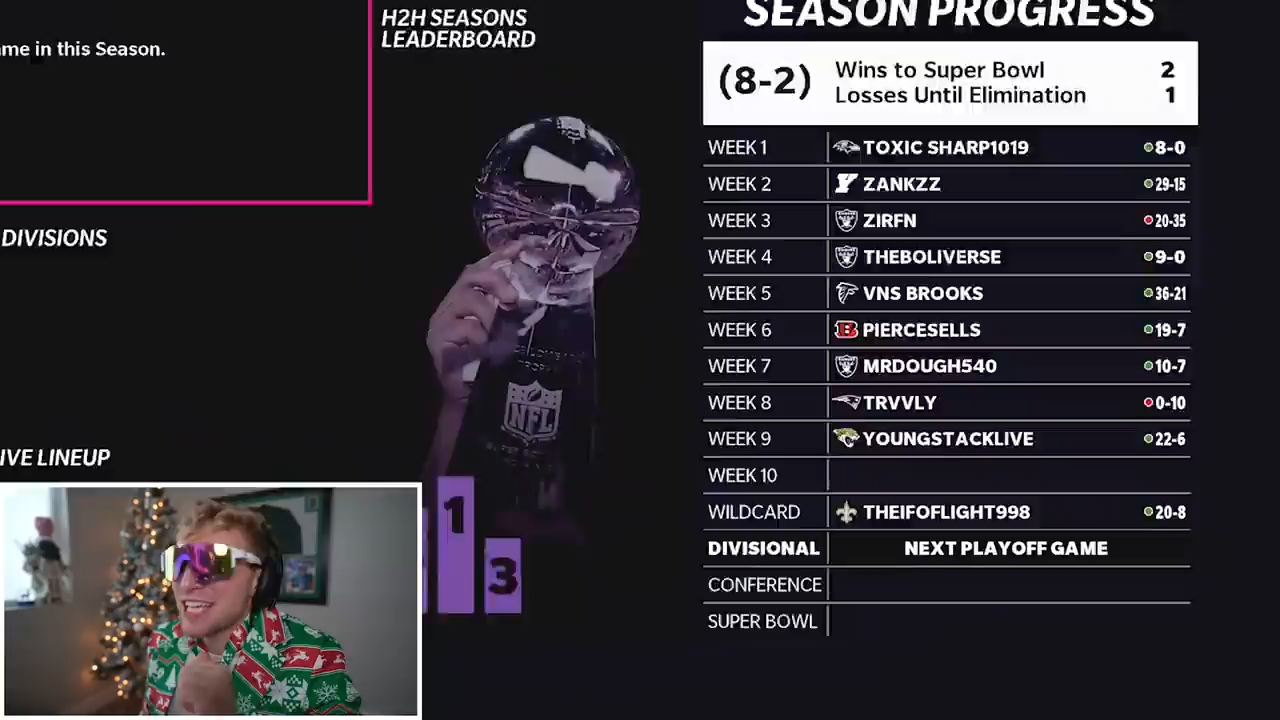 ame in this Season.
DIVISIONS
IVE LINEUP
H2H SEASONS
LEADERBOARD
NFL
1
3
SEASON PROGRESS
(8-2) Wins to Super Bowl 2
Losses Until Elimination 1
WEEK 1 TOXIC SHARP1019 8-0
WEEK 2 ZANKZZ 29-15
WEEK 3 ZIRFN 20-35
WEEK 4 THEBOLIVERSE 9-0
WEEK 5 VNS BROOKS 36-21
WEEK 6 PIERCESELLS 19-7
WEEK 7 MRDOUGH540 10-7
WEEK 8 TRVVLY 0-10
WEEK 9 YOUNGSTACKLIVE 22-6
WEEK 10
WILDCARD THEIFOFLIGHT998 20-8
DIVISIONAL NEXT PLAYOFF GAME
CONFERENCE
SUPER BOWL